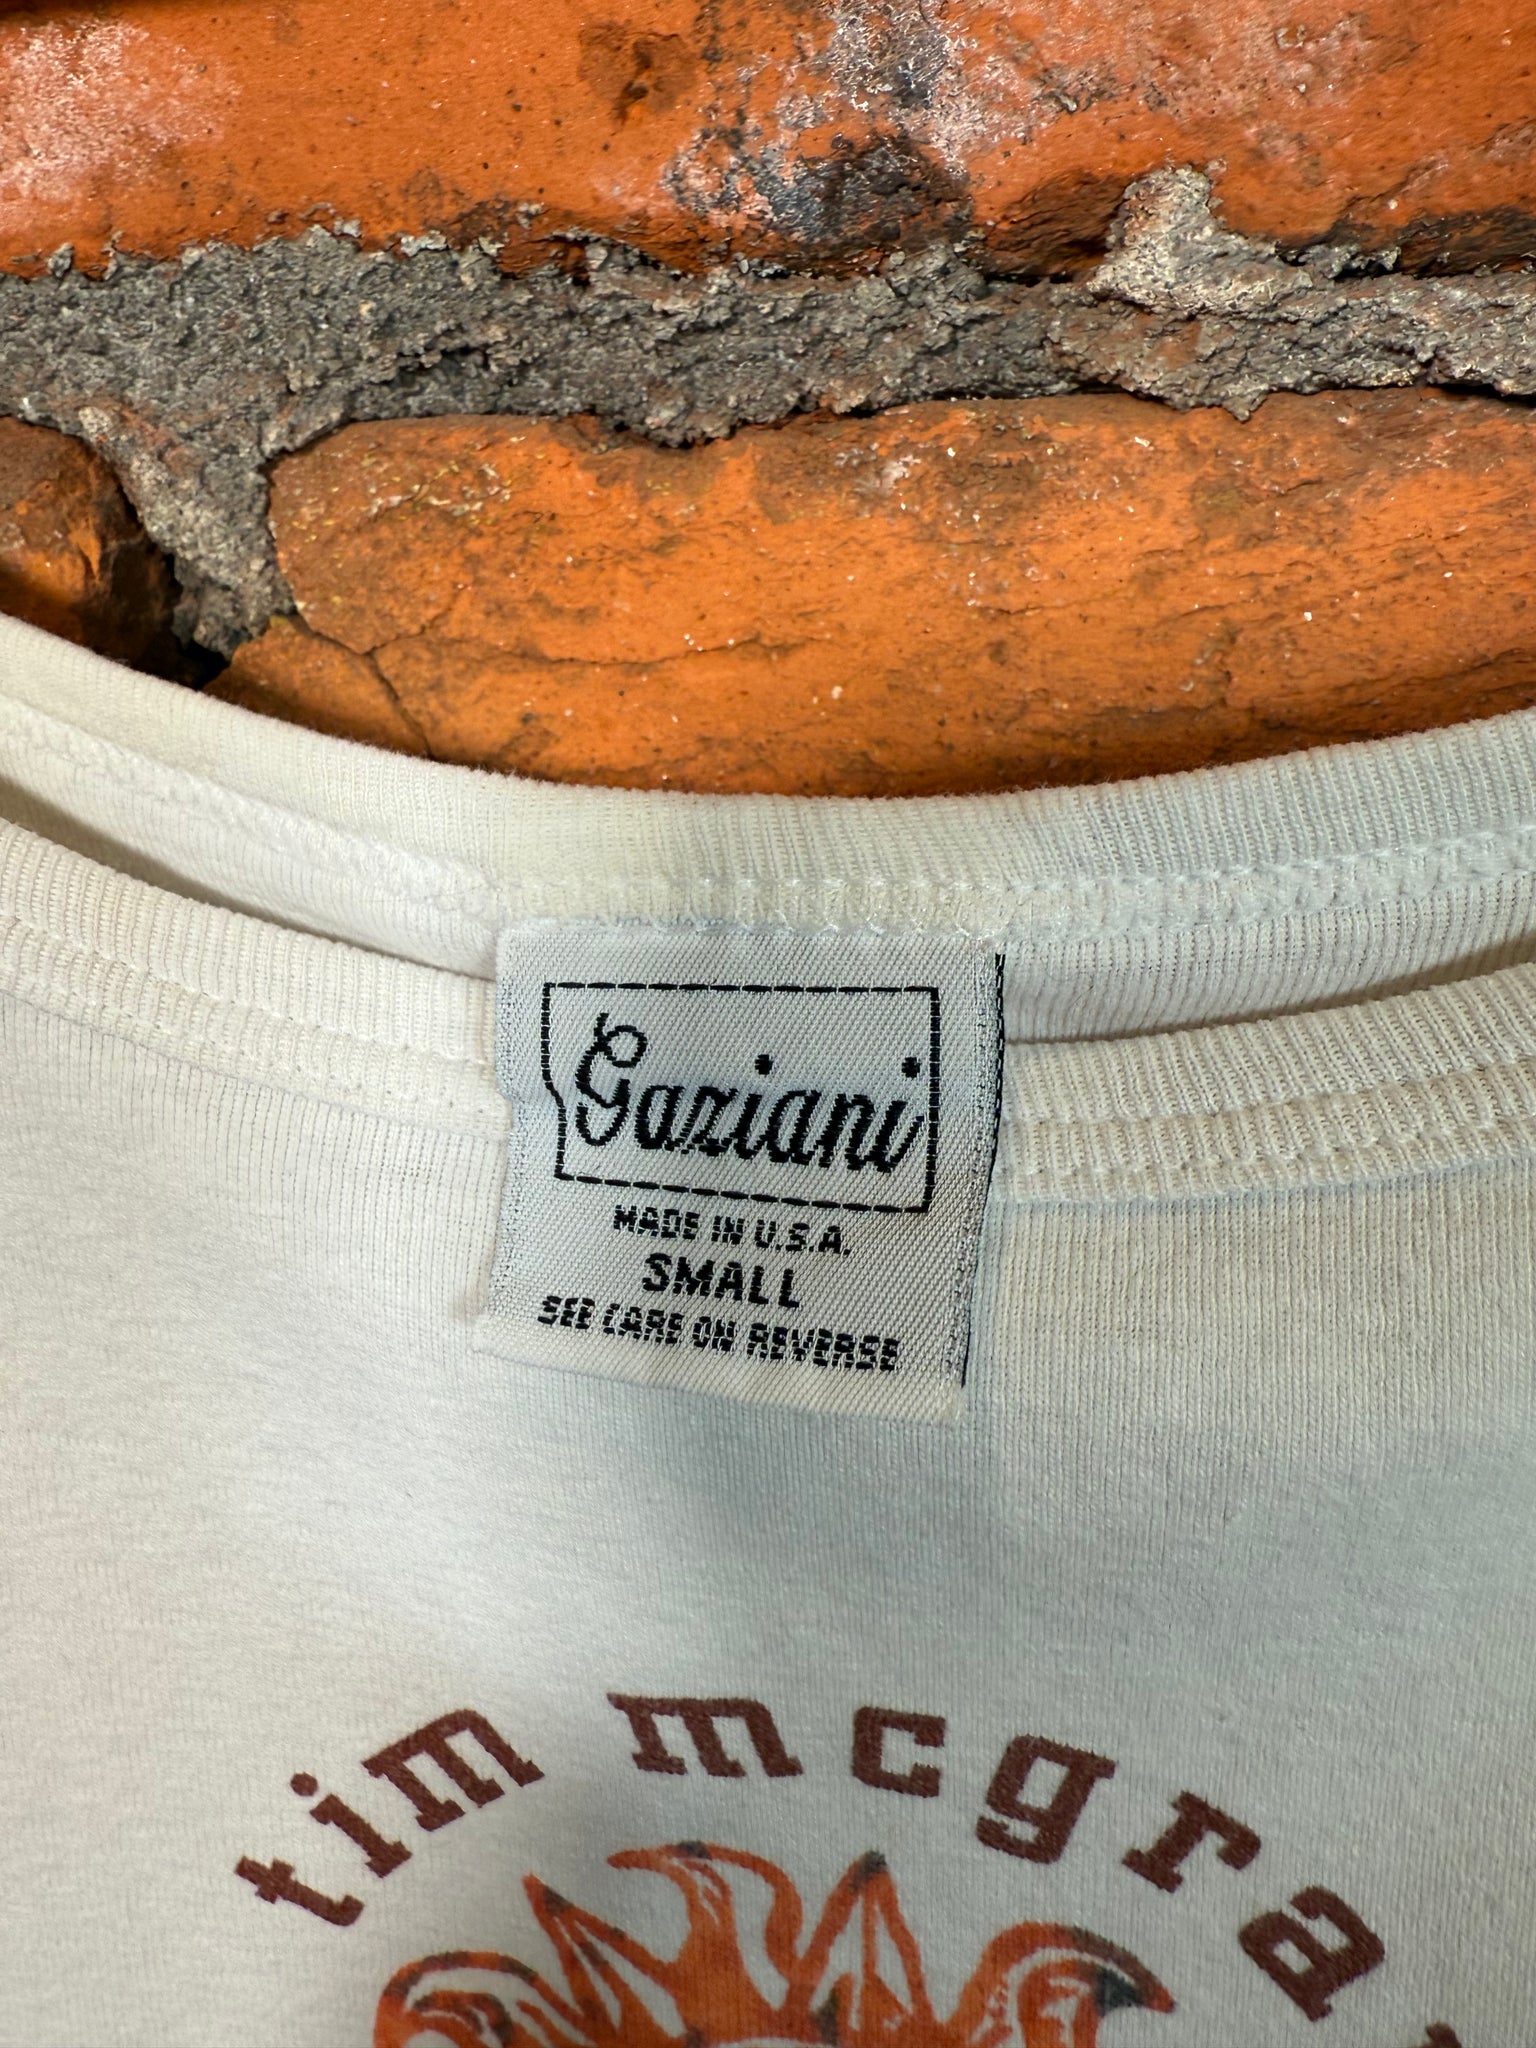 Gaziani
MADE IN U.S.A.
SMALL
SEE CARE ON REVERSE
tim mcgra